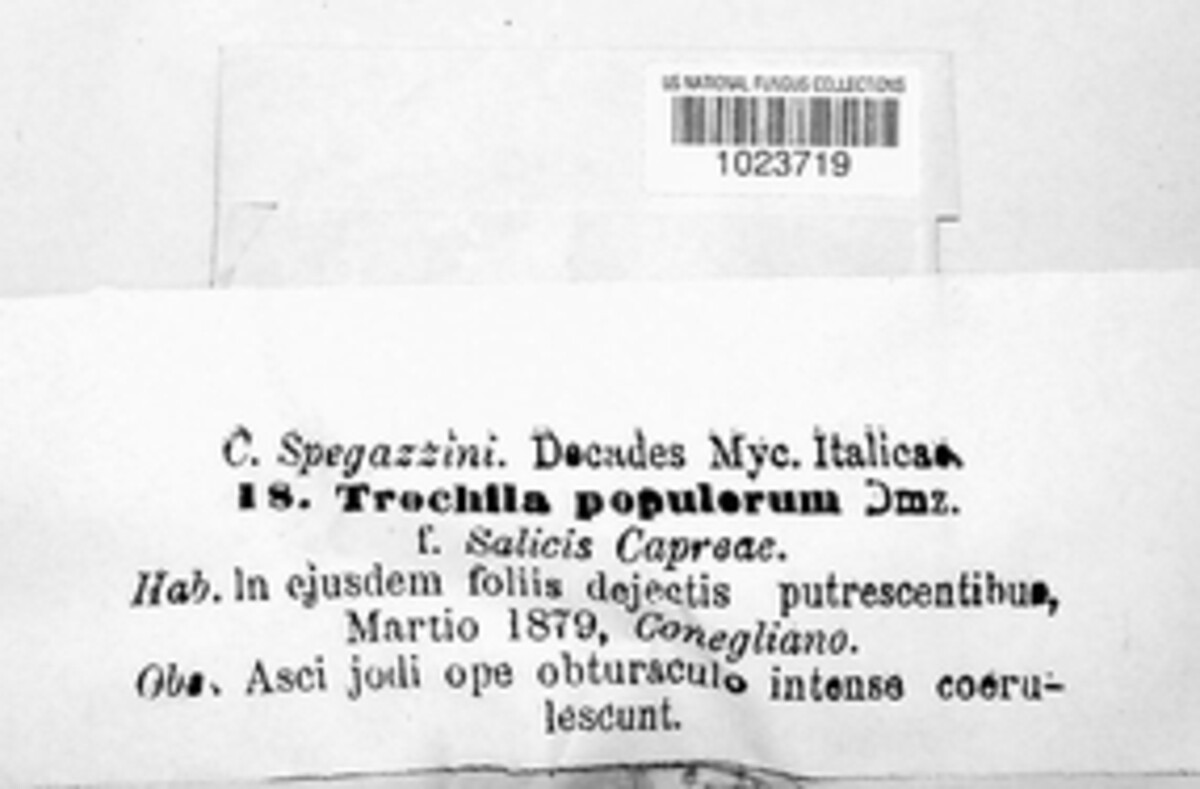 US NATIONAL FUNGUS COLLECTIONS
1023719
C. Spegazzini. Decades Myc. Italicae.
18. Trochila populorum Dmz.
f. Salicis Capreae.
Hab. In ejusdem foliis dejectis putrescentibus,
Martio 1879, Conegliano.
Obs. Asci jodi ope obturaculo intense coeru-
lescunt.